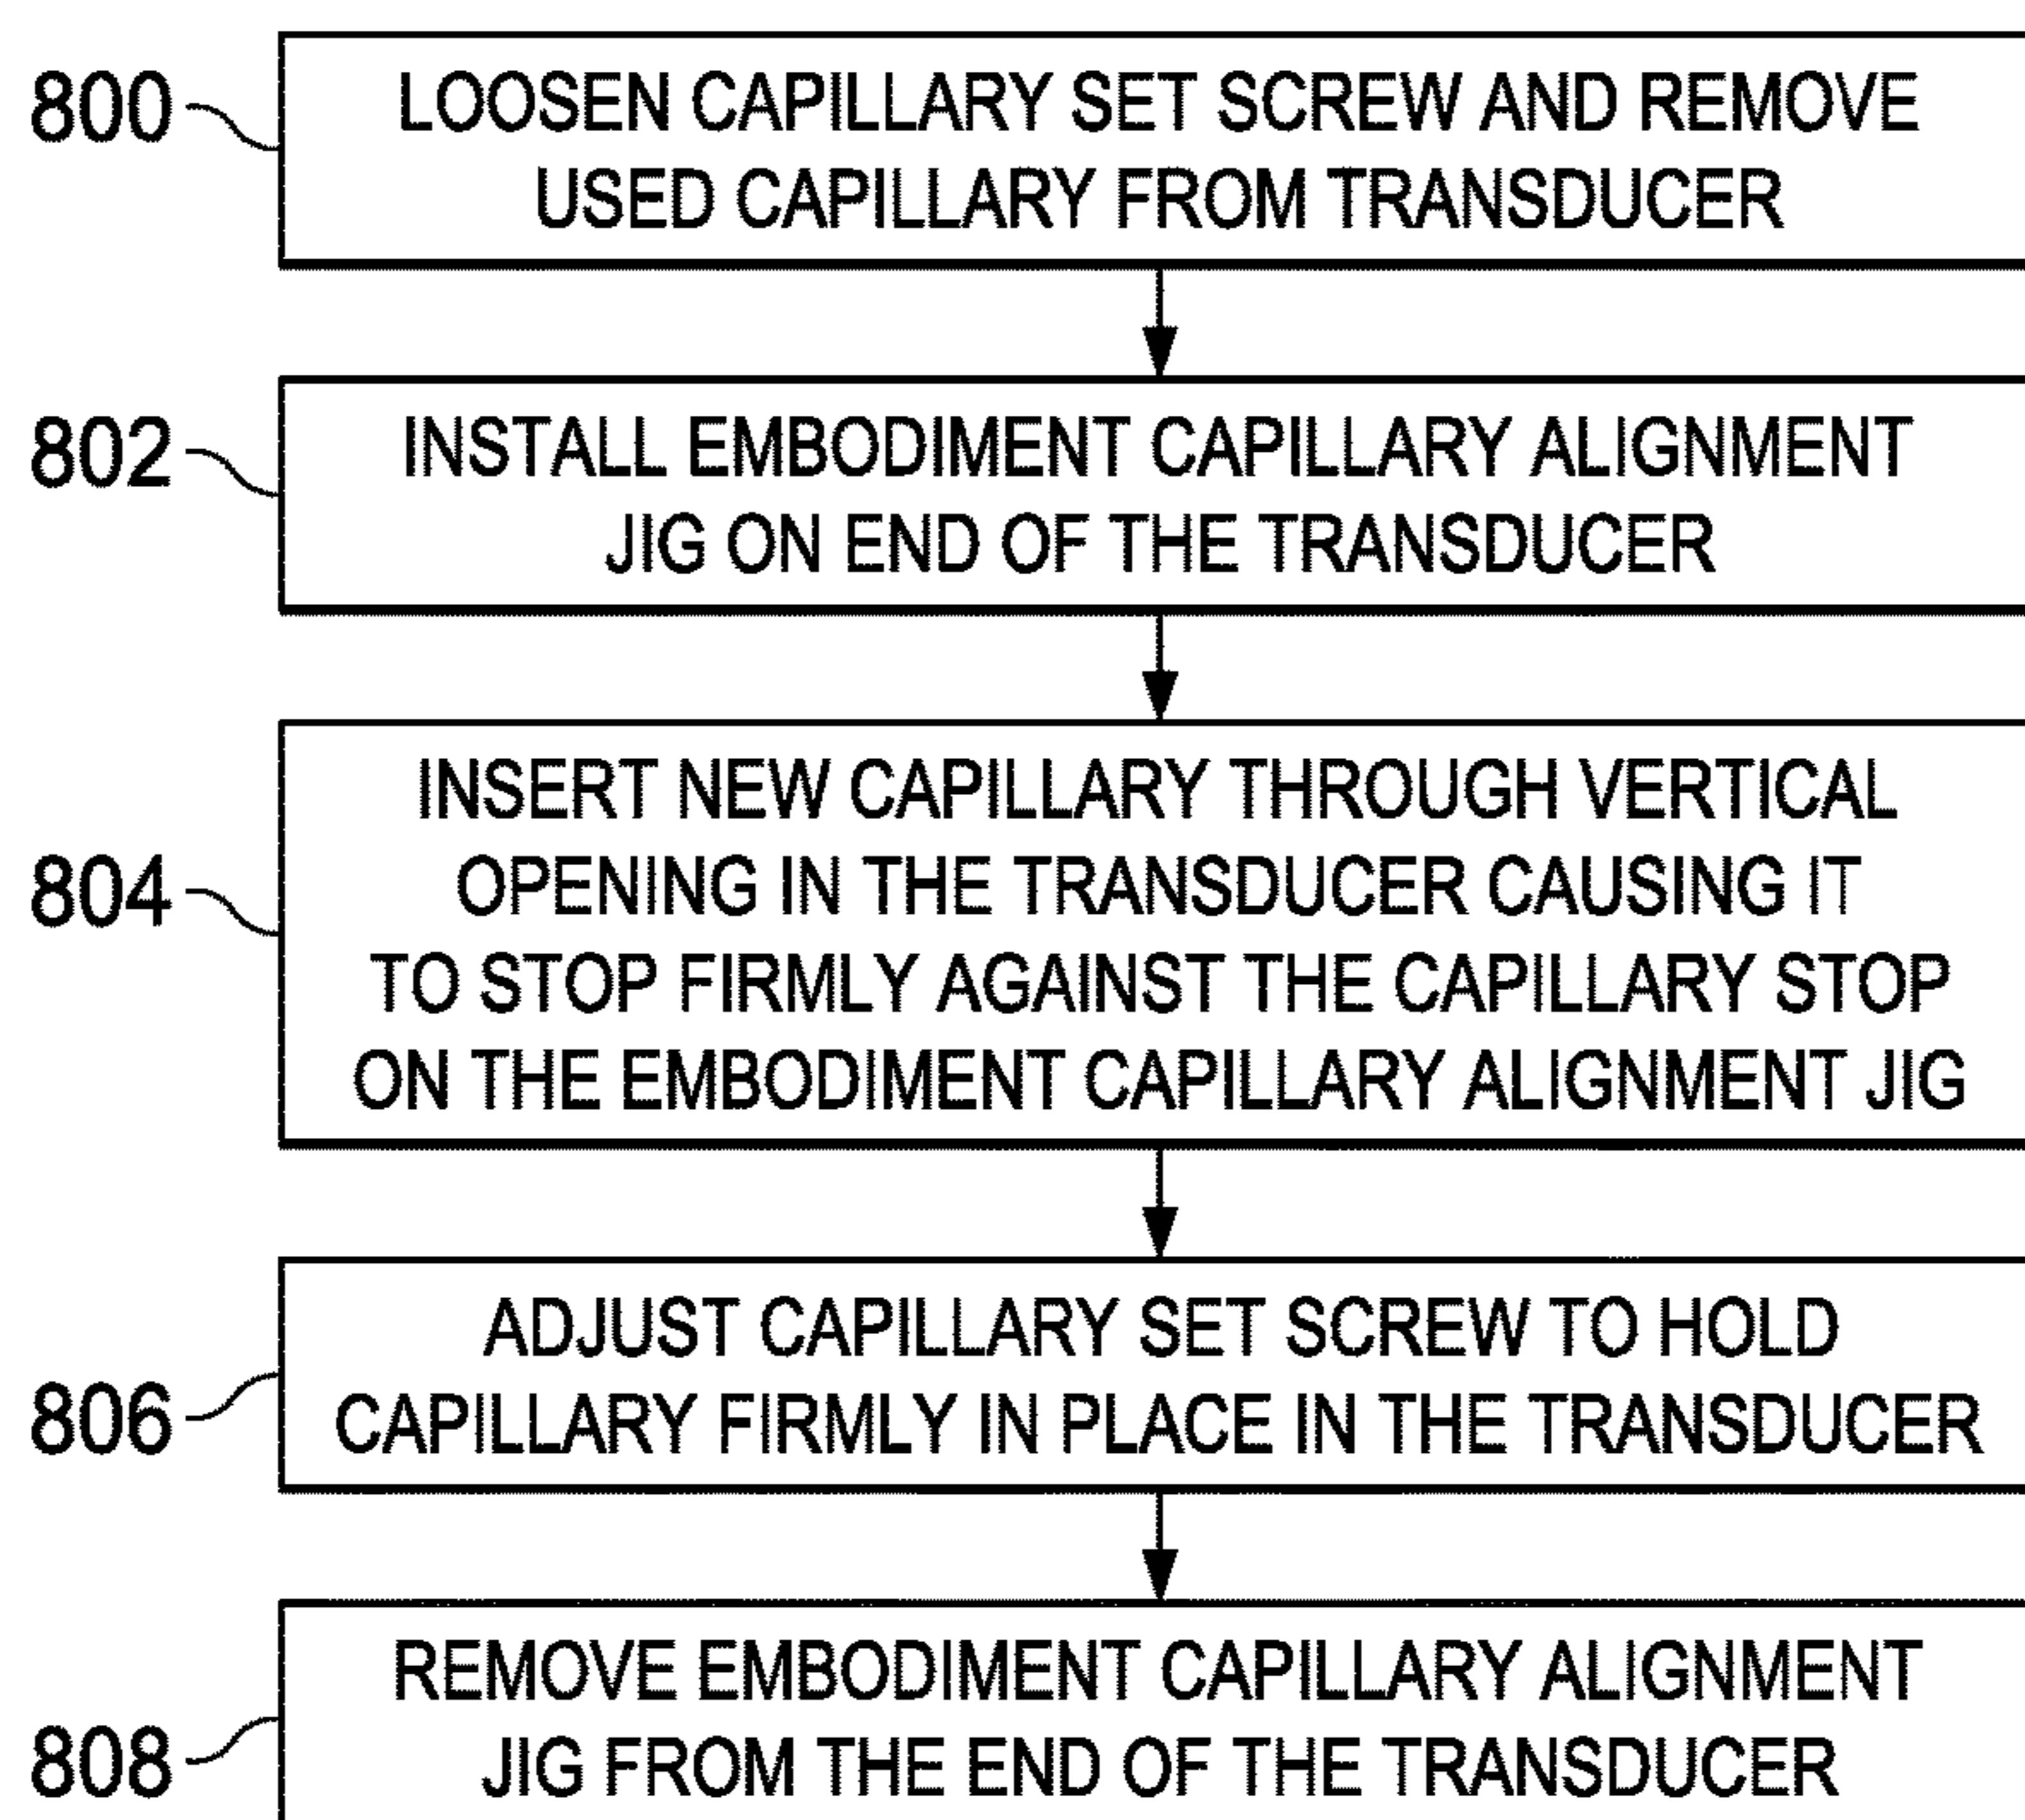 800
LOOSEN CAPILLARY SET SCREW AND REMOVE
USED CAPILLARY FROM TRANSDUCER
802
INSTALL EMBODIMENT CAPILLARY ALIGNMENT
JIG ON END OF THE TRANSDUCER
804
INSERT NEW CAPILLARY THROUGH VERTICAL
OPENING IN THE TRANSDUCER CAUSING IT
TO STOP FIRMLY AGAINST THE CAPILLARY STOP
ON THE EMBODIMENT CAPILLARY ALIGNMENT JIG
806
ADJUST CAPILLARY SET SCREW TO HOLD
CAPILLARY FIRMLY IN PLACE IN THE TRANSDUCER
808
REMOVE EMBODIMENT CAPILLARY ALIGNMENT
JIG FROM THE END OF THE TRANSDUCER